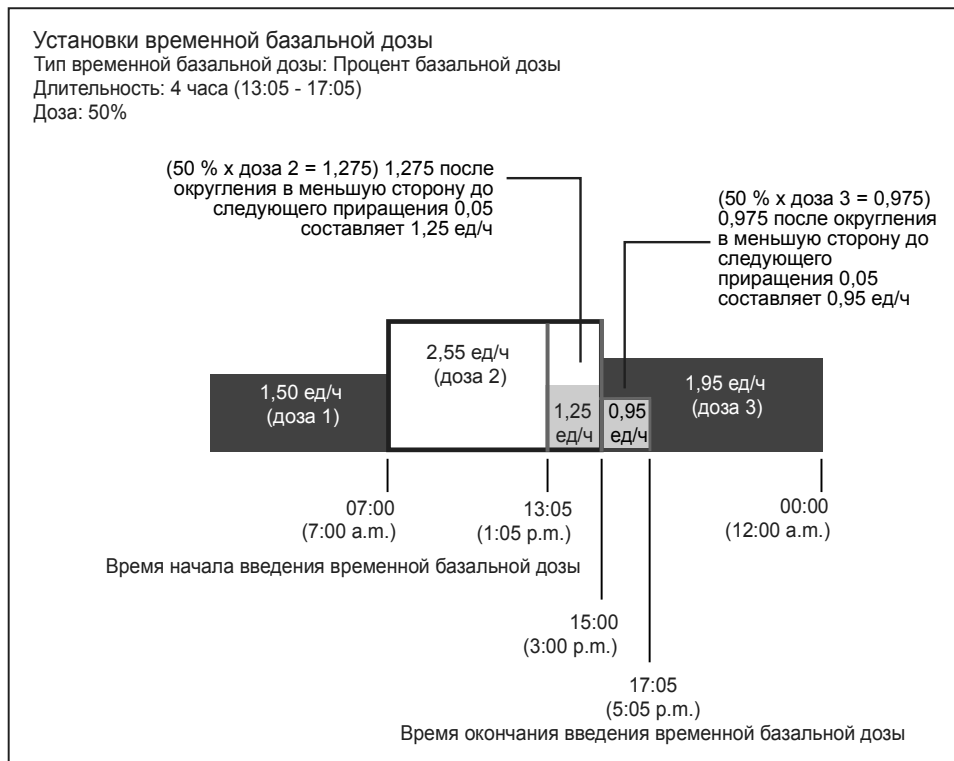 Установки временной базальной дозы
Тип временной базальной дозы: Процент базальной дозы
Длительность: 4 часа (13:05 - 17:05)
Доза: 50%
(50 % x доза 2 = 1,275) 1,275 после
округления в меньшую сторону до
следующего приращения 0,05
составляет 1,25 ед/ч
(50 % x доза 3 = 0,975)
0,975 после округления
в меньшую сторону до
следующего
приращения 0,05
составляет 0,95 ед/ч
1,50 ед/ч
(доза 1)
2,55 ед/ч
(доза 2)
1,25
ед/ч
0,95
ед/ч
1,95 ед/ч
(доза 3)
07:00
(7:00 a.m.)
13:05
(1:05 p.m.)
00:00
(12:00 a.m.)
Время начала введения временной базальной дозы
15:00
(3:00 p.m.)
17:05
(5:05 p.m.)
Время окончания введения временной базальной дозы